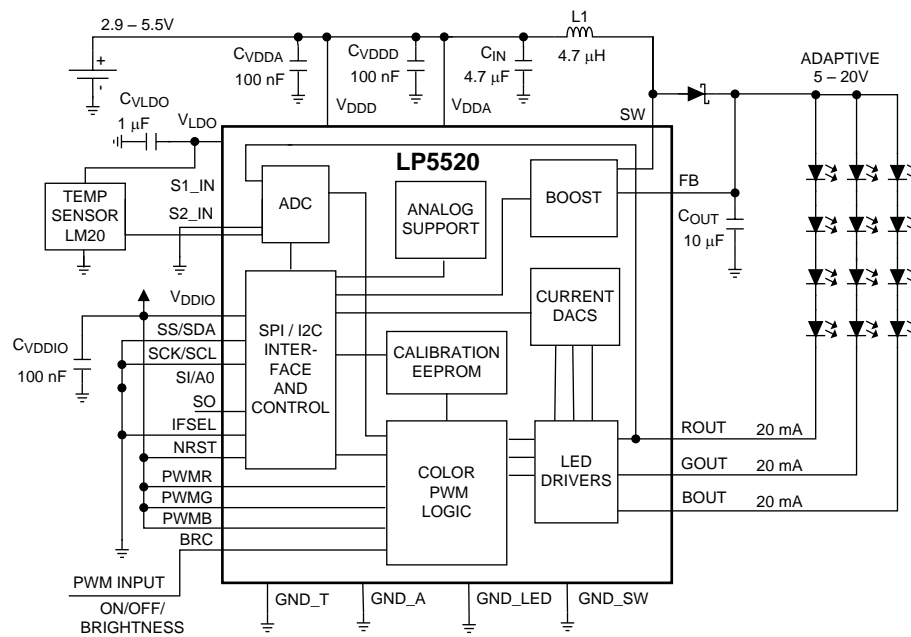 2.9 – 5.5V
L1
CVDDA
100 nF
CVDDD
100 nF
CIN
4.7 μF
4.7 μH
ADAPTIVE
5 – 20V
+
-
CVLDO
1 μF
VLDO
VDDD
VDDA
SW
LP5520
TEMP
SENSOR
LM20
S1_IN
S2_IN
ADC
ANALOG
SUPPORT
BOOST
FB
COUT
10 μF
VDDIO
SS/SDA
SCK/SCL
SI/A0
SO
IFSEL
NRST
PWMR
PWMG
PWMB
BRC
CVDDIO
100 nF
SPI / I2C
INTER-
FACE
AND
CONTROL
CURRENT
DACS
CALIBRATION
EEPROM
COLOR
PWM
LOGIC
LED
DRIVERS
ROUT 20 mA
GOUT 20 mA
BOUT 20 mA
PWM INPUT
ON/OFF/
BRIGHTNESS
GND_T
GND_A
GND_LED
GND_SW